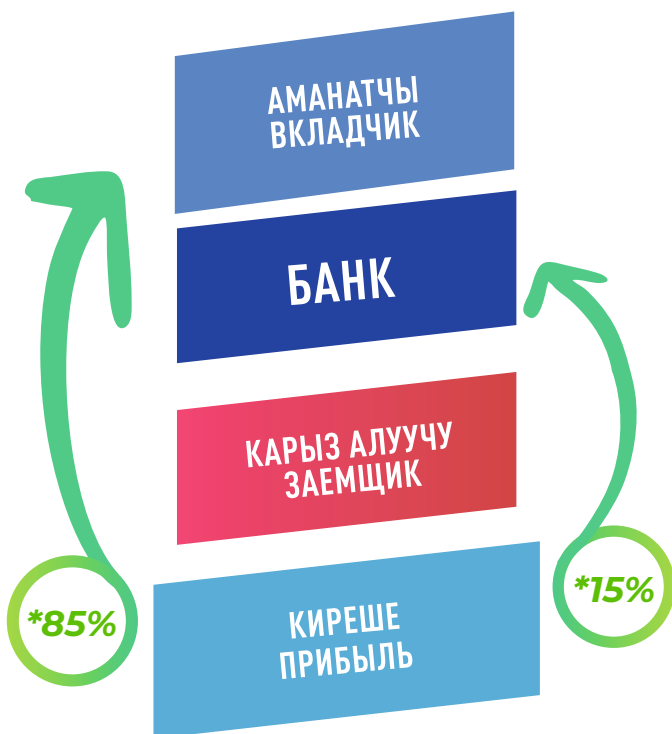 АМАНАТЧЫ
ВКЛАДЧИК
БАНК
КАРЫЗ АЛУУЧУ
ЗАЕМЩИК
*85%
*15%
КИРЕШЕ
ПРИБЫЛЬ